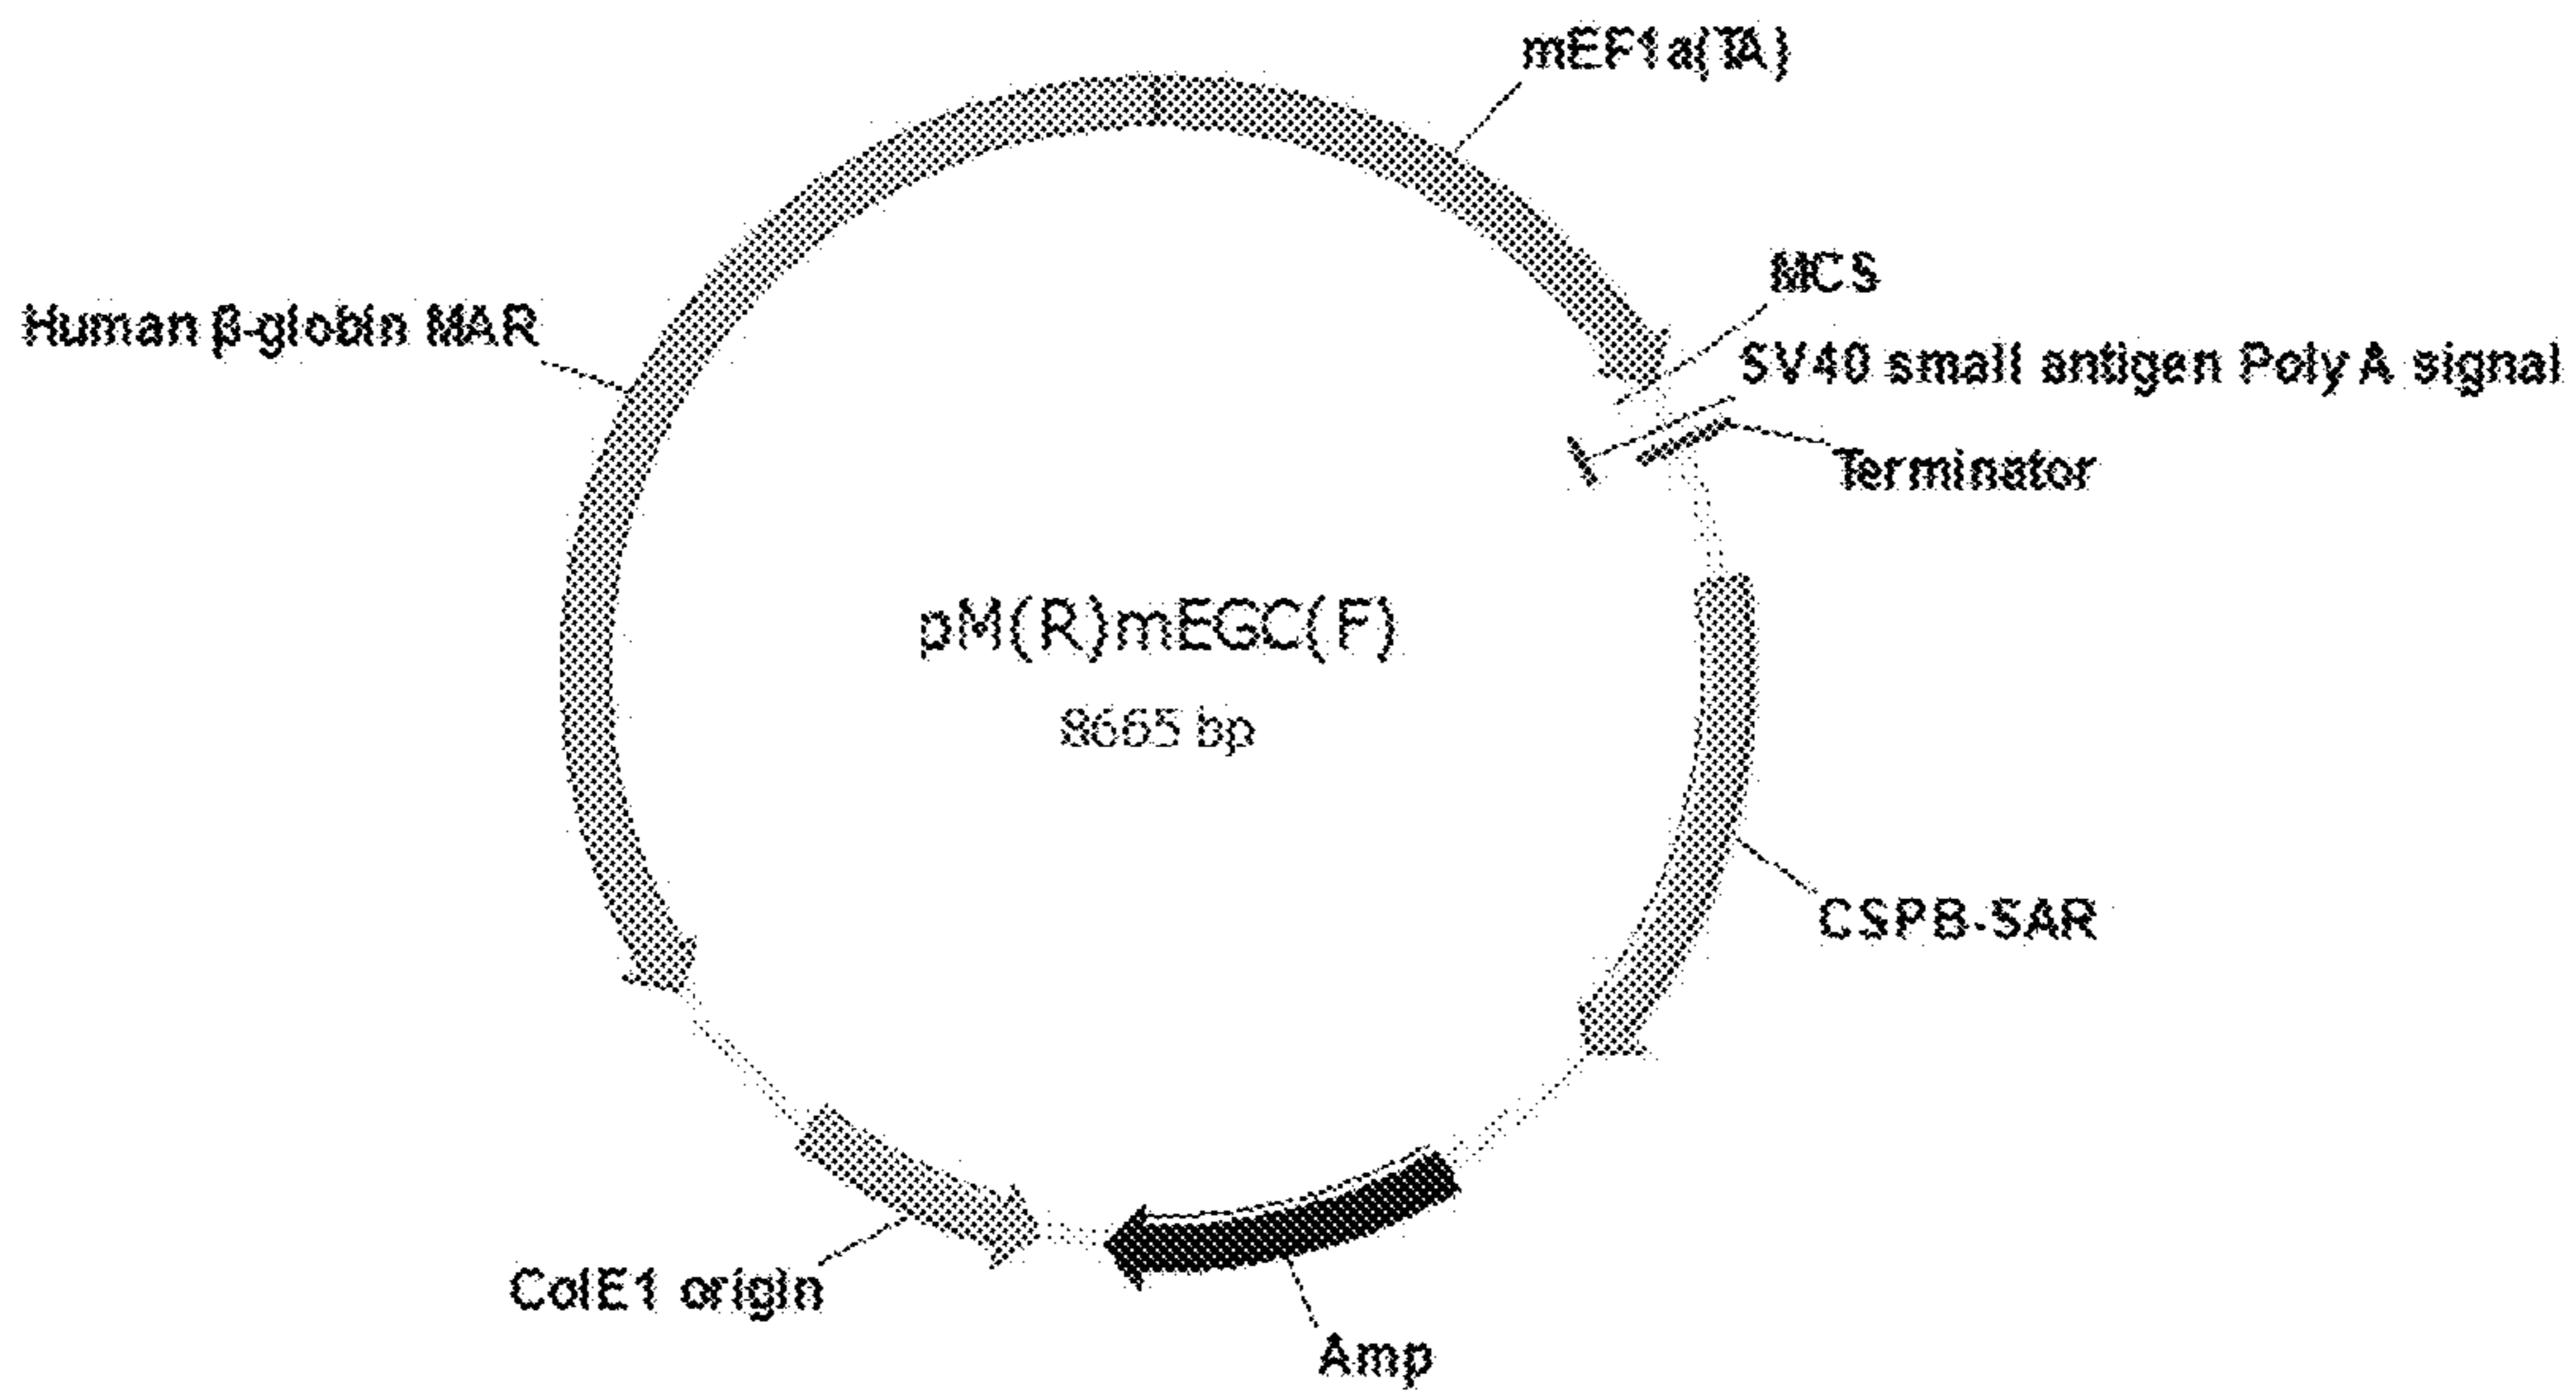 mEF1a(TA)
MCS
Human β-globin MAR
SV40 small antigen Poly A signal
Terminator
pM(R)mEGC(F)
8665 bp
CSPB-SAR
ColE1 origin
Amp